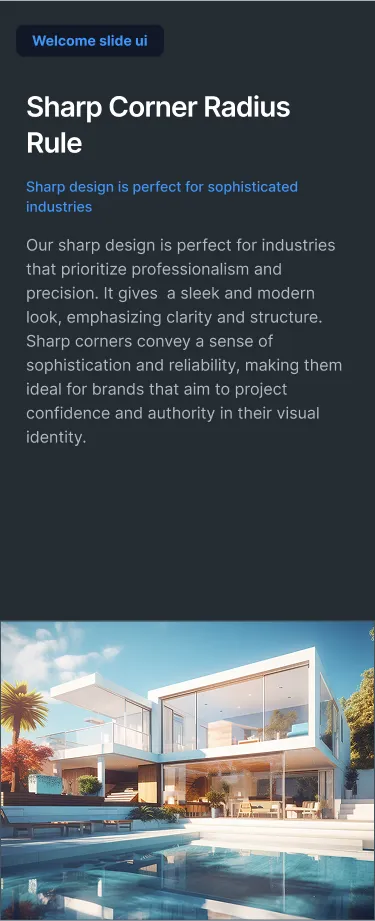 Welcome slide ui
Sharp Corner Radius
Rule
Sharp design is perfect for sophisticated
industries
Our sharp design is perfect for industries
that prioritize professionalism and
precision. It gives  a sleek and modern
look, emphasizing clarity and structure.
Sharp corners convey a sense of
sophistication and reliability, making them
ideal for brands that aim to project
confidence and authority in their visual
identity.